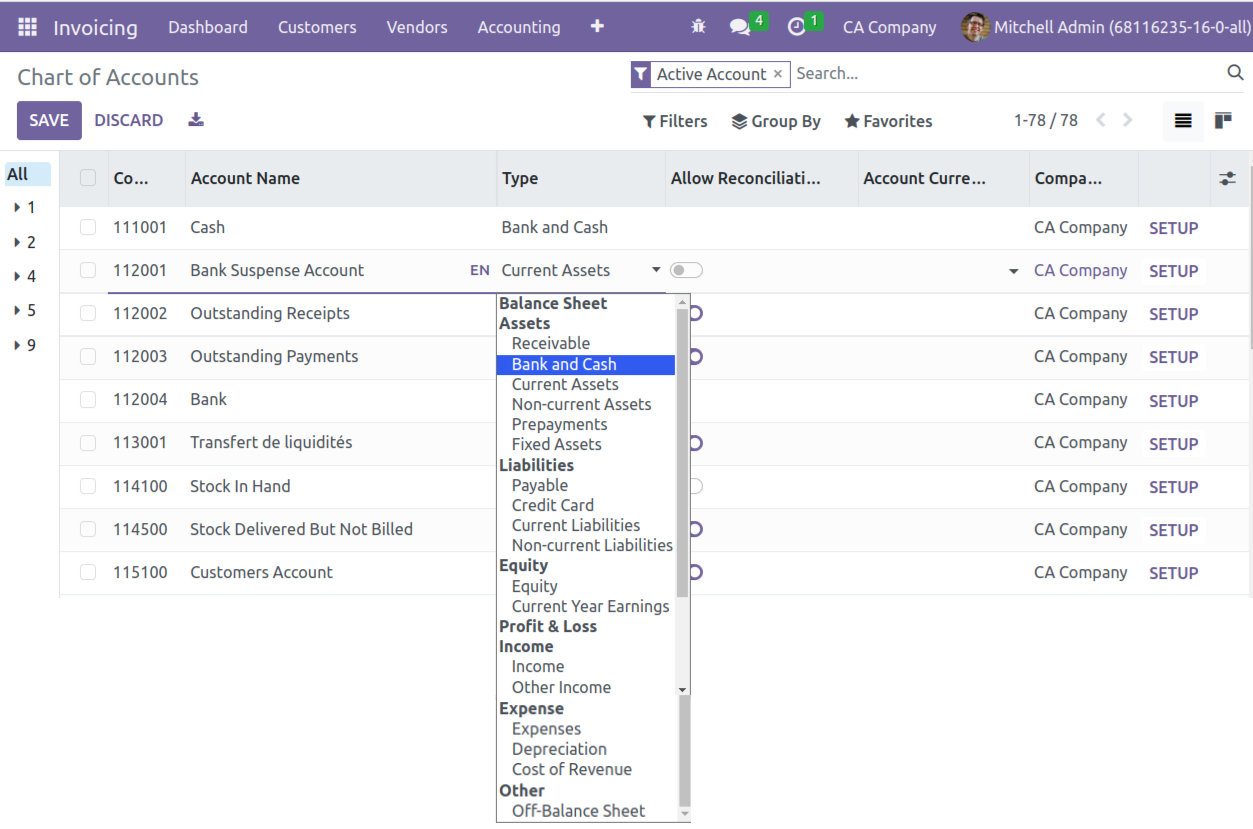 Invoicing Dashboard Customers Vendors Accounting + 4 1 CA Company Mitchell Admin (68116235-16-0-all)
Chart of Accounts
Active Account × Search...
SAVE DISCARD
Filters Group By Favorites 1-78 / 78
All
1
2
4
5
9
Co... Account Name Type Allow Reconciliati... Account Curre... Compa...
111001 Cash Bank and Cash CA Company SETUP
112001 Bank Suspense Account EN Current Assets CA Company SETUP
112002 Outstanding Receipts CA Company SETUP
112003 Outstanding Payments CA Company SETUP
112004 Bank CA Company SETUP
113001 Transfert de liquidités CA Company SETUP
114100 Stock In Hand CA Company SETUP
114500 Stock Delivered But Not Billed CA Company SETUP
115100 Customers Account CA Company SETUP
Balance Sheet
Assets
Receivable
Bank and Cash
Current Assets
Non-current Assets
Prepayments
Fixed Assets
Liabilities
Payable
Credit Card
Current Liabilities
Non-current Liabilities
Equity
Equity
Current Year Earnings
Profit & Loss
Income
Income
Other Income
Expense
Expenses
Depreciation
Cost of Revenue
Other
Off-Balance Sheet